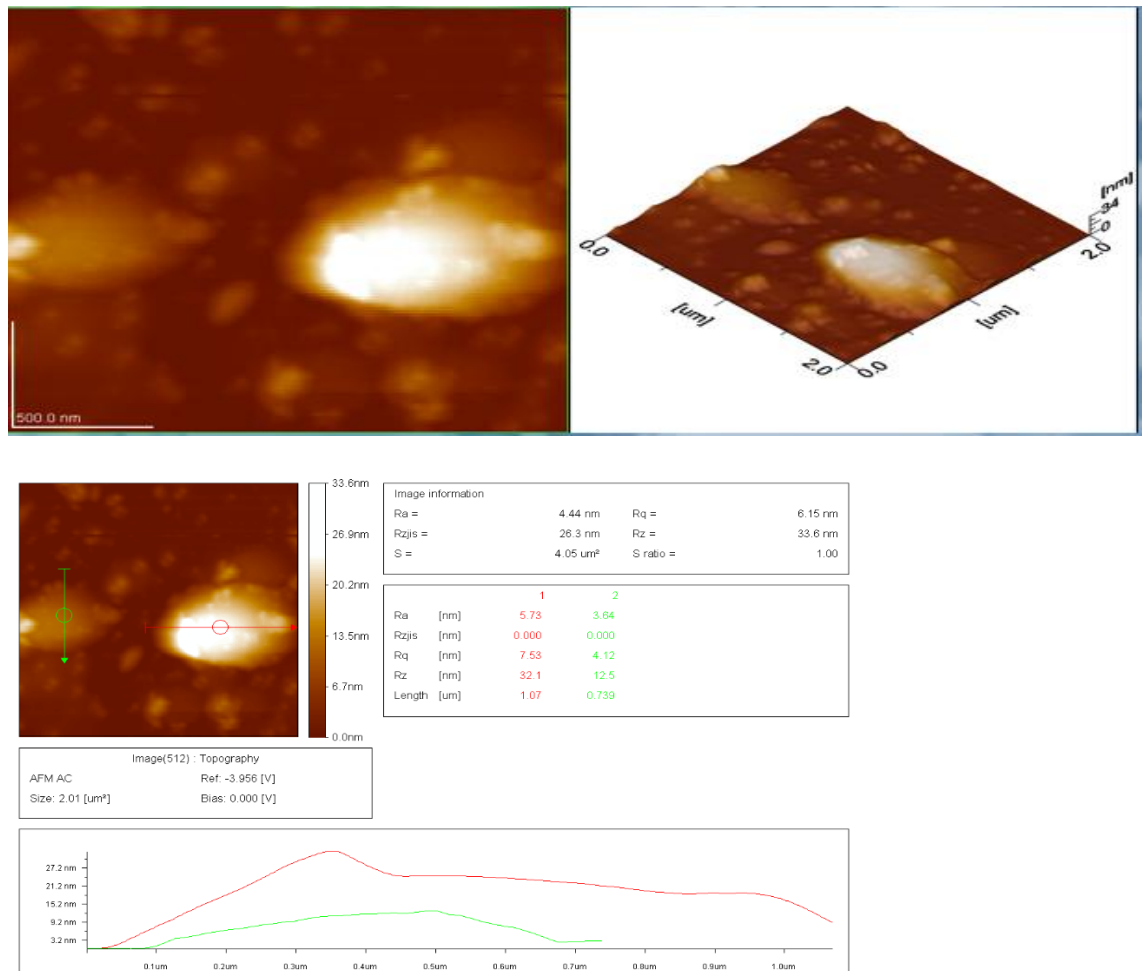 500.0 nm
[nm]
34
0
0.0
2.0
[um]
[um]
2.0
0.0
33.6nm
26.9nm
20.2nm
13.5nm
6.7nm
0.0nm
Image information
Ra = 4.44 nm Rq = 6.15 nm
Rzjis = 26.3 nm Rz = 33.6 nm
S = 4.05 um² S ratio = 1.00
1 2
Ra [nm] 5.73 3.64
Rzjis [nm] 0.000 0.000
Rq [nm] 7.53 4.12
Rz [nm] 32.1 12.5
Length [um] 1.07 0.739
Image(512) : Topography
AFM AC Ref: -3.956 [V]
Size: 2.01 [um²] Bias: 0.000 [V]
27.2 nm
21.2 nm
15.2 nm
9.2 nm
3.2 nm
0.1um 0.2um 0.3um 0.4um 0.5um 0.6um 0.7um 0.8um 0.9um 1.0um